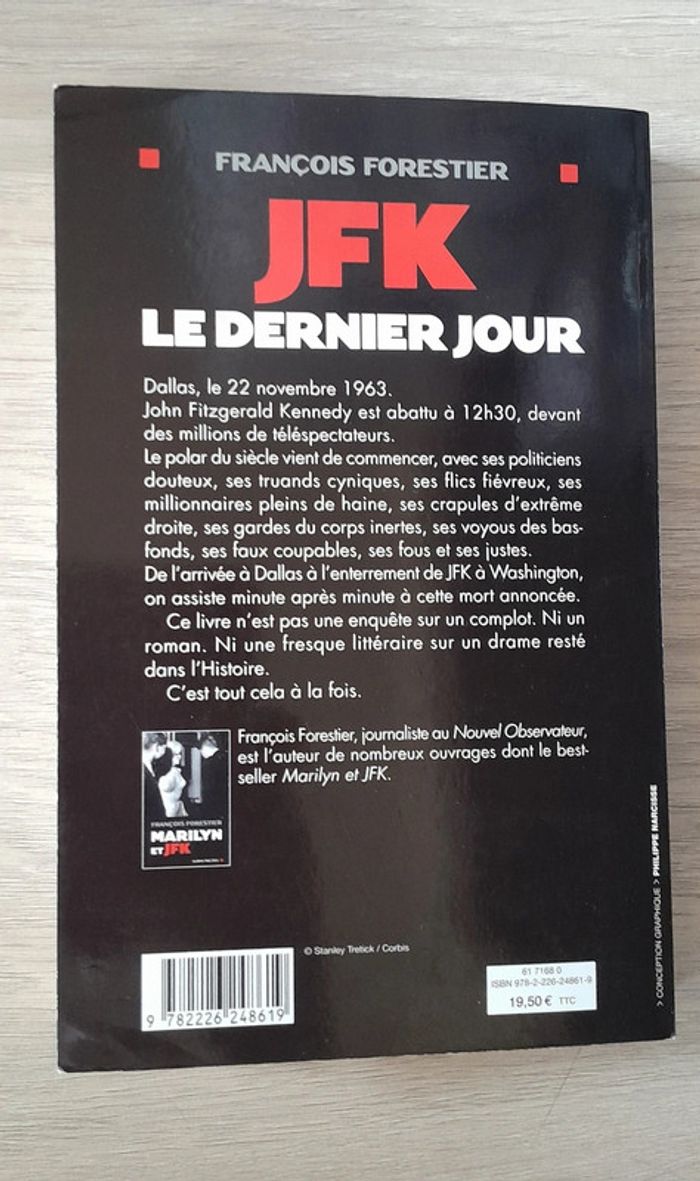 FRANÇOIS FORESTIER
JFK
LE DERNIER JOUR
Dallas, le 22 novembre 1963.
John Fitzgerald Kennedy est abattu à 12h30, devant
des millions de téléspectateurs.
Le polar du siècle vient de commencer, avec ses politiciens
douteux, ses truands cyniques, ses flics fiévreux, ses
millionnaires pleins de haine, ses crapules d'extrême
droite, ses gardes du corps inertes, ses voyous des bas-
fonds, ses faux coupables, ses fous et ses justes.
De l'arrivée à Dallas à l'enterrement de JFK à Washington,
on assiste minute après minute à cette mort annoncée.
Ce livre n'est pas une enquête sur un complot. Ni un
roman. Ni une fresque littéraire sur un drame resté
dans l'Histoire.
C'est tout cela à la fois.
François Forestier, journaliste au Nouvel Observateur,
est l'auteur de nombreux ouvrages dont le best-
seller Marilyn et JFK.
FRANÇOIS FORESTIER
MARILYN
ET JFK
© Stanley Tretick / Corbis
9 782226 248619
61 7168 0
ISBN 978-2-226-24861-9
19,50 € TTC
> CONCEPTION GRAPHIQUE > PHILIPPE NARCISSE